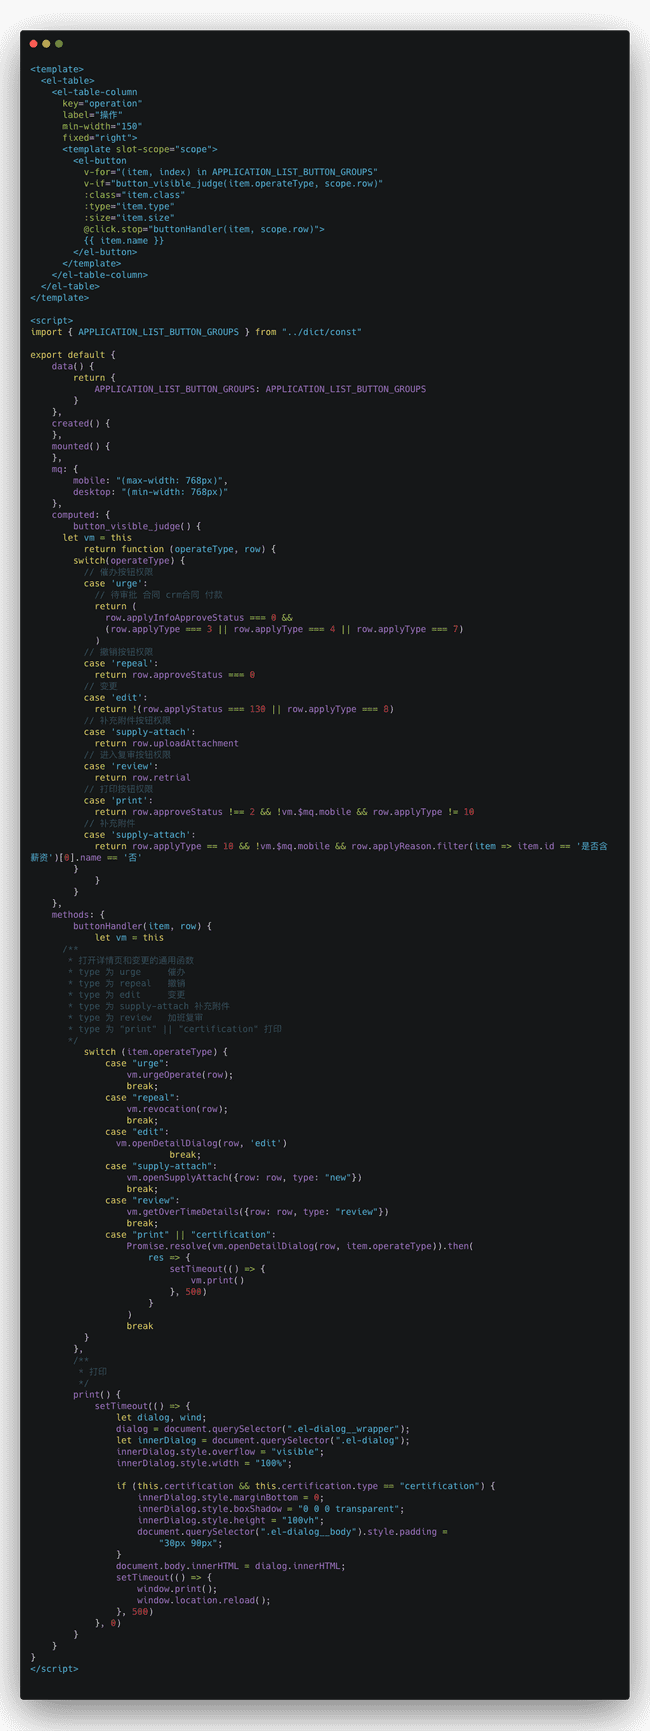 <template>
  <el-table>
    <el-table-column
      key="operation"
      label="操作"
      min-width="150"
      fixed="right">
      <template slot-scope="scope">
        <el-button
          v-for="(item, index) in APPLICATION_LIST_BUTTON_GROUPS"
          v-if="button_visible_judge(item.operateType, scope.row)"
          :class="item.class"
          :type="item.type"
          :size="item.size"
          @click.stop="buttonHandler(item, scope.row)">
          {{ item.name }}
        </el-button>
      </template>
    </el-table-column>
  </el-table>
</template>

<script>
import { APPLICATION_LIST_BUTTON_GROUPS } from "../dict/const"

export default {
    data() {
        return {
            APPLICATION_LIST_BUTTON_GROUPS: APPLICATION_LIST_BUTTON_GROUPS
        }
    },
    created() {
    },
    mounted() {
    },
    mq: {
        mobile: "(max-width: 768px)",
        desktop: "(min-width: 768px)"
    },
    computed: {
        button_visible_judge() {
      let vm = this
          return function (operateType, row) {
        switch(operateType) {
          // 催办按钮权限
          case 'urge':
            // 待审批 合同 crm合同 付款
            return (
              row.applyInfoApproveStatus === 0 &&
              (row.applyType === 3 || row.applyType === 4 || row.applyType === 7)
            )
          // 撤销按钮权限
          case 'repeal':
            return row.approveStatus === 0
          // 变更
          case 'edit':
            return !(row.applyStatus === 130 || row.applyType === 8)
          // 补充附件按钮权限
          case 'supply-attach':
            return row.uploadAttachment
          // 进入复审按钮权限
          case 'review':
            return row.retrial
          // 打印按钮权限
          case 'print':
            return row.approveStatus !== 2 && !vm.$mq.mobile && row.applyType != 10
          // 补充附件
          case 'supply-attach':
            return row.applyType == 10 && !vm.$mq.mobile && row.applyReason.filter(item => item.id == '是否含
薪资')[0].name == '否'
        }
            }
        }
    },
    methods: {
        buttonHandler(item, row) {
            let vm = this
      /**
       * 打开详情页和变更的通用函数
       * type 为 urge     催办
       * type 为 repeal   撤销
       * type 为 edit     变更
       * type 为 supply-attach 补充附件
       * type 为 review   加班复审
       * type 为 "print" || "certification" 打印
       */
          switch (item.operateType) {
              case "urge":
                  vm.urgeOperate(row);
                  break;
              case "repeal":
                  vm.revocation(row);
                  break;
              case "edit":
                vm.openDetailDialog(row, 'edit')
                          break;
              case "supply-attach":
                  vm.openSupplyAttach({row: row, type: "new"})
                  break;
              case "review":
                  vm.getOverTimeDetails({row: row, type: "review"})
                  break;
              case "print" || "certification":
                  Promise.resolve(vm.openDetailDialog(row, item.operateType)).then(
                      res => {
                          setTimeout(() => {
                              vm.print()
                          }, 500)
                      }
                  )
                  break
          }
        },
        /**
         * 打印
         */
        print() {
            setTimeout(() => {
                let dialog, wind;
                dialog = document.querySelector(".el-dialog__wrapper");
                let innerDialog = document.querySelector(".el-dialog");
                innerDialog.style.overflow = "visible";
                innerDialog.style.width = "100%";

                if (this.certification && this.certification.type == "certification") {
                    innerDialog.style.marginBottom = 0;
                    innerDialog.style.boxShadow = "0 0 0 transparent";
                    innerDialog.style.height = "100vh";
                    document.querySelector(".el-dialog__body").style.padding =
                        "30px 90px";
                }
                document.body.innerHTML = dialog.innerHTML;
                setTimeout(() => {
                    window.print();
                    window.location.reload();
                }, 500)
            }, 0)
        }
    }
}
</script>